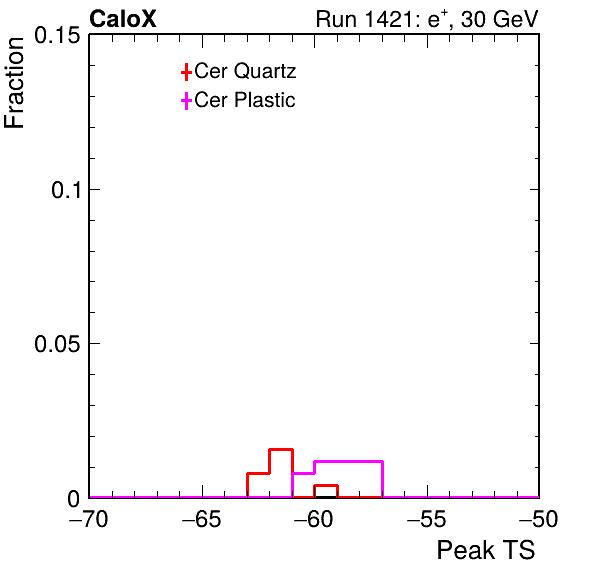 CaloX Run 1421: e⁺, 30 GeV
Fraction
Cer Quartz
Cer Plastic
0.15
0.1
0.05
0
−70 −65 −60 −55 −50
Peak TS